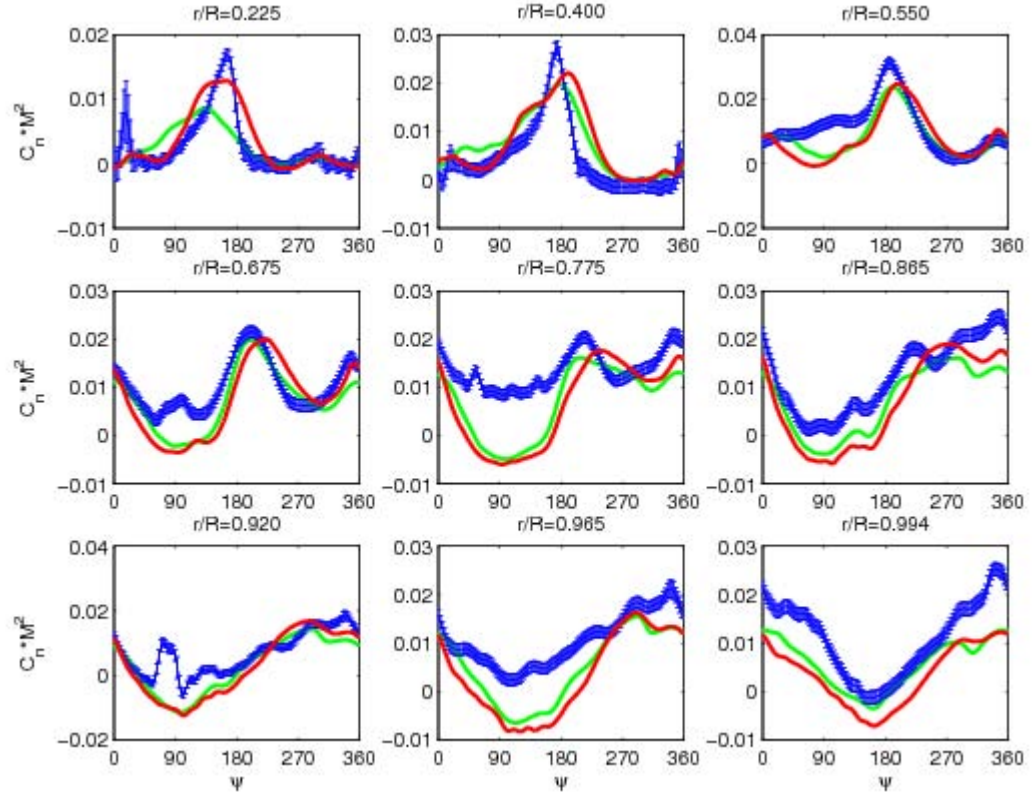 r/R=0.225 r/R=0.400 r/R=0.550
0.02 0.03 0.04
0.01 0.02 0.02
0 0.01 0
-0.01 0 -0.02
-0.01
C_n*M^2
0 90 180 270 360 0 90 180 270 360 0 90 180 270 360
r/R=0.675 r/R=0.775 r/R=0.865
0.03 0.03 0.03
0.02 0.02 0.02
0.01 0.01 0.01
0 0 0
-0.01 -0.01 -0.01
C_n*M^2
0 90 180 270 360 0 90 180 270 360 0 90 180 270 360
r/R=0.920 r/R=0.965 r/R=0.994
0.04 0.03 0.03
0.02 0.02 0.02
0 0.01 0.01
-0.02 0 0
-0.01 -0.01
C_n*M^2
0 90 180 270 360 0 90 180 270 360 0 90 180 270 360
ψ ψ ψ